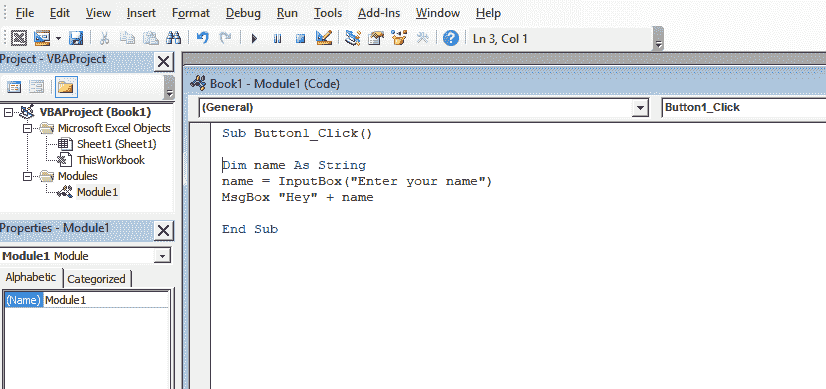 File Edit View Insert Format Debug Run Tools Add-Ins Window Help
Ln 3, Col 1
Project - VBAProject
VBAProject (Book1)
Microsoft Excel Objects
Sheet1 (Sheet1)
ThisWorkbook
Modules
Module1
Properties - Module1
Module1 Module
Alphabetic Categorized
(Name) Module1
Book1 - Module1 (Code)
(General) Button1_Click
Sub Button1_Click()
Dim name As String
name = InputBox("Enter your name")
MsgBox "Hey" + name
End Sub